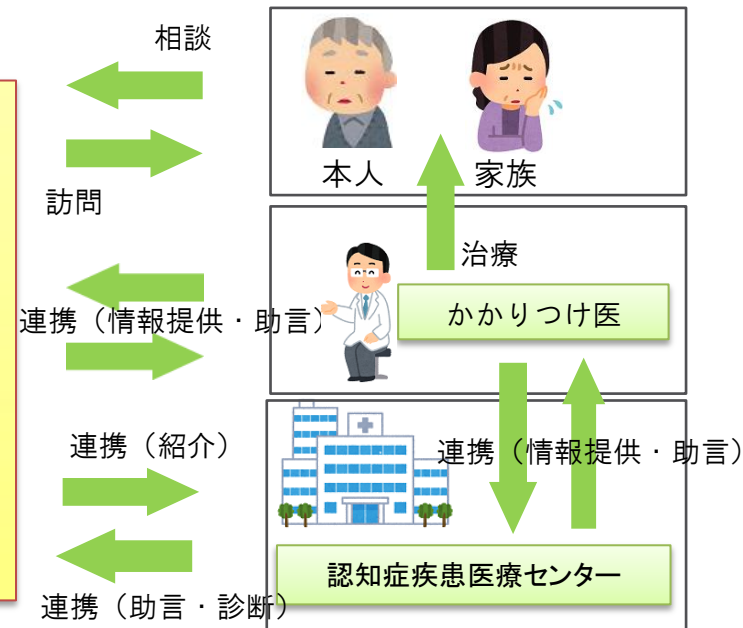 相談
本人
家族
訪問
治療
かかりつけ医
連携（情報提供・助言）
連携（紹介）
連携（情報提供・助言）
認知症疾患医療センター
連携（助言・診断）